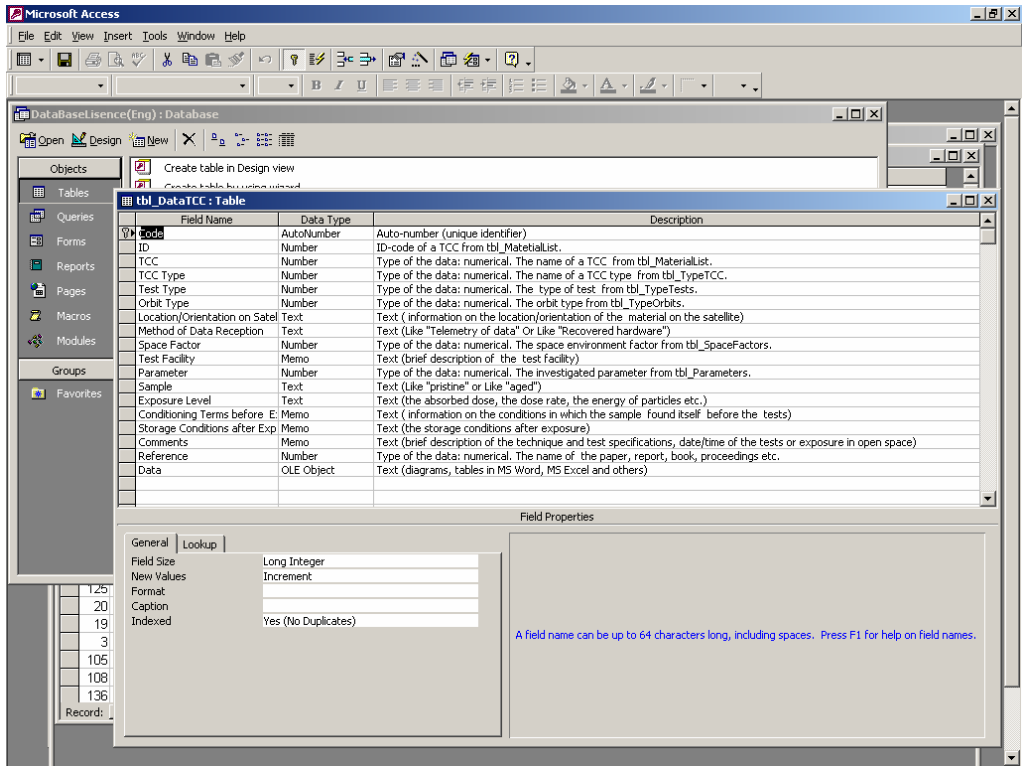 Microsoft Access
File Edit View Insert Tools Window Help
B I U
DataBaseLisence(Eng) : Database
Open Design New
Objects
Tables
Queries
Forms
Reports
Pages
Macros
Modules
Groups
Favorites
Create table in Design view
Create table by using wizard
tbl_DataTCC : Table
Field Name Data Type Description
Code AutoNumber Auto-number (unique identifier)
ID Number ID-code of a TCC from tbl_MatetialList.
TCC Number Type of the data: numerical. The name of a TCC from tbl_MaterialList.
TCC Type Number Type of the data: numerical. The name of a TCC type from tbl_TypeTCC.
Test Type Number Type of the data: numerical. The type of test from tbl_TypeTests.
Orbit Type Number Type of the data: numerical. The orbit type from tbl_TypeOrbits.
Location/Orientation on Satel Text Text ( information on the location/orientation of the material on the satellite)
Method of Data Reception Text Text (Like "Telemetry of data" Or Like "Recovered hardware")
Space Factor Number Type of the data: numerical. The space environment factor from tbl_SpaceFactors.
Test Facility Memo Text (brief description of the test facility)
Parameter Number Type of the data: numerical. The investigated parameter from tbl_Parameters.
Sample Text Text (Like "pristine" or Like "aged")
Exposure Level Text Text (the absorbed dose, the dose rate, the energy of particles etc.)
Conditioning Terms before E: Memo Text ( information on the conditions in which the sample found itself before the tests)
Storage Conditions after Exp Memo Text (the storage conditions after exposure)
Comments Memo Text (brief description of the technique and test specifications, date/time of the tests or exposure in open space)
Reference Number Type of the data: numerical. The name of the paper, report, book, proceedings etc.
Data OLE Object Text (diagrams, tables in MS Word, MS Excel and others)
Field Properties
General Lookup
Field Size Long Integer
New Values Increment
Format
Caption
Indexed Yes (No Duplicates)
A field name can be up to 64 characters long, including spaces. Press F1 for help on field names.
125
20
19
3
105
108
136
Record: